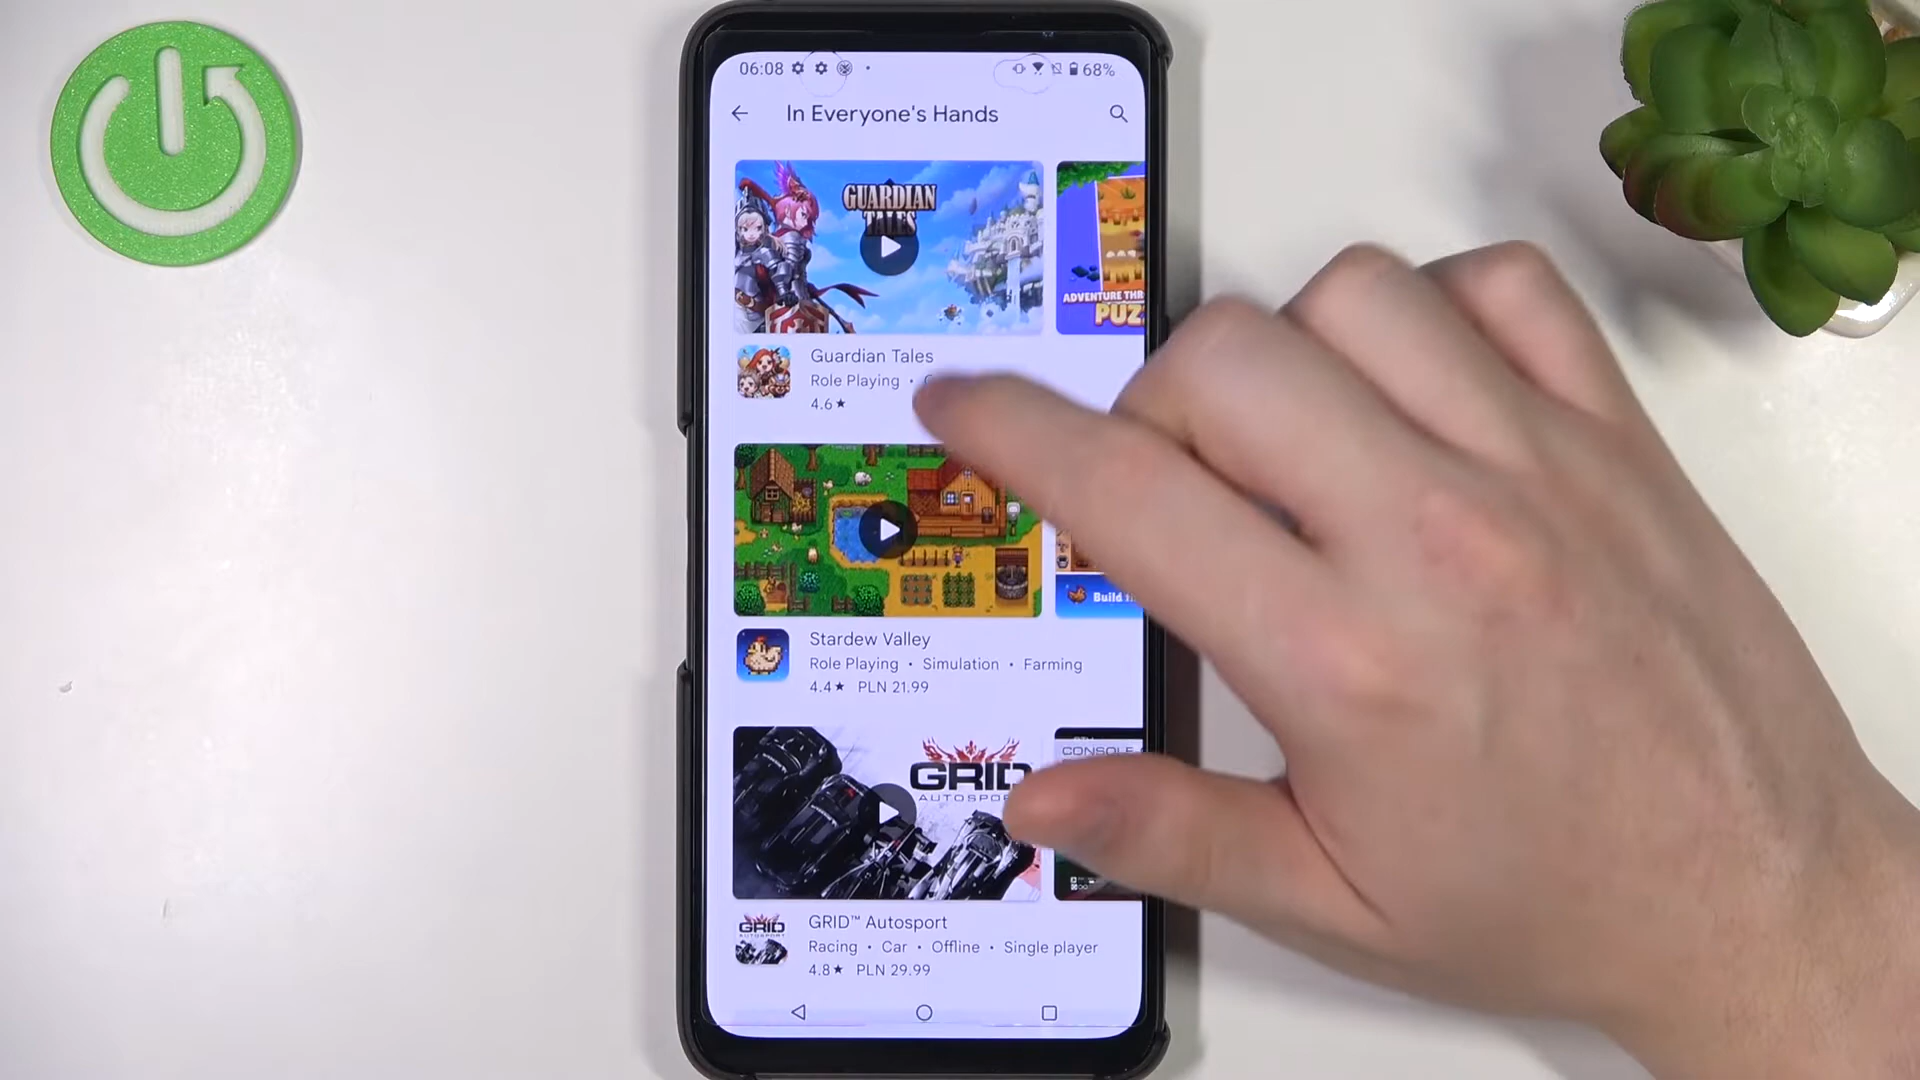 06:08
68%
In Everyone's Hands
GUARDIAN
TALES
ADVENTURE
Guardian Tales
Role Playing •
4.6★
Build
Stardew Valley
Role Playing • Simulation • Farming
4.4★ PLN 21.99
GRID
CONSOLE
GRID™ Autosport
GRID
AUTOSPORT
Racing • Car • Offline • Single player
4.8★ PLN 29.99